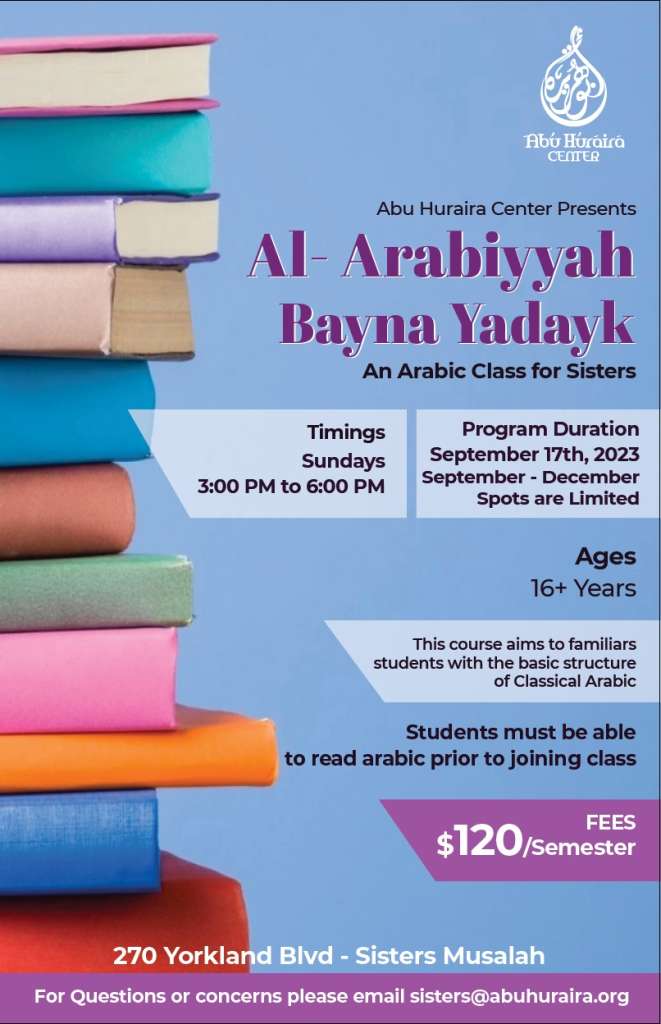 أبو هريرة
Abu Huraira
CENTER
Abu Huraira Center Presents
Al- Arabiyyah
Bayna Yadayk
An Arabic Class for Sisters
Timings
Sundays
3:00 PM to 6:00 PM
Program Duration
September 17th, 2023
September - December
Spots are Limited
Ages
16+ Years
This course aims to familiars
students with the basic structure
of Classical Arabic
Students must be able
to read arabic prior to joining class
FEES
$120/Semester
270 Yorkland Blvd - Sisters Musalah
For Questions or concerns please email sisters@abuhuraira.org